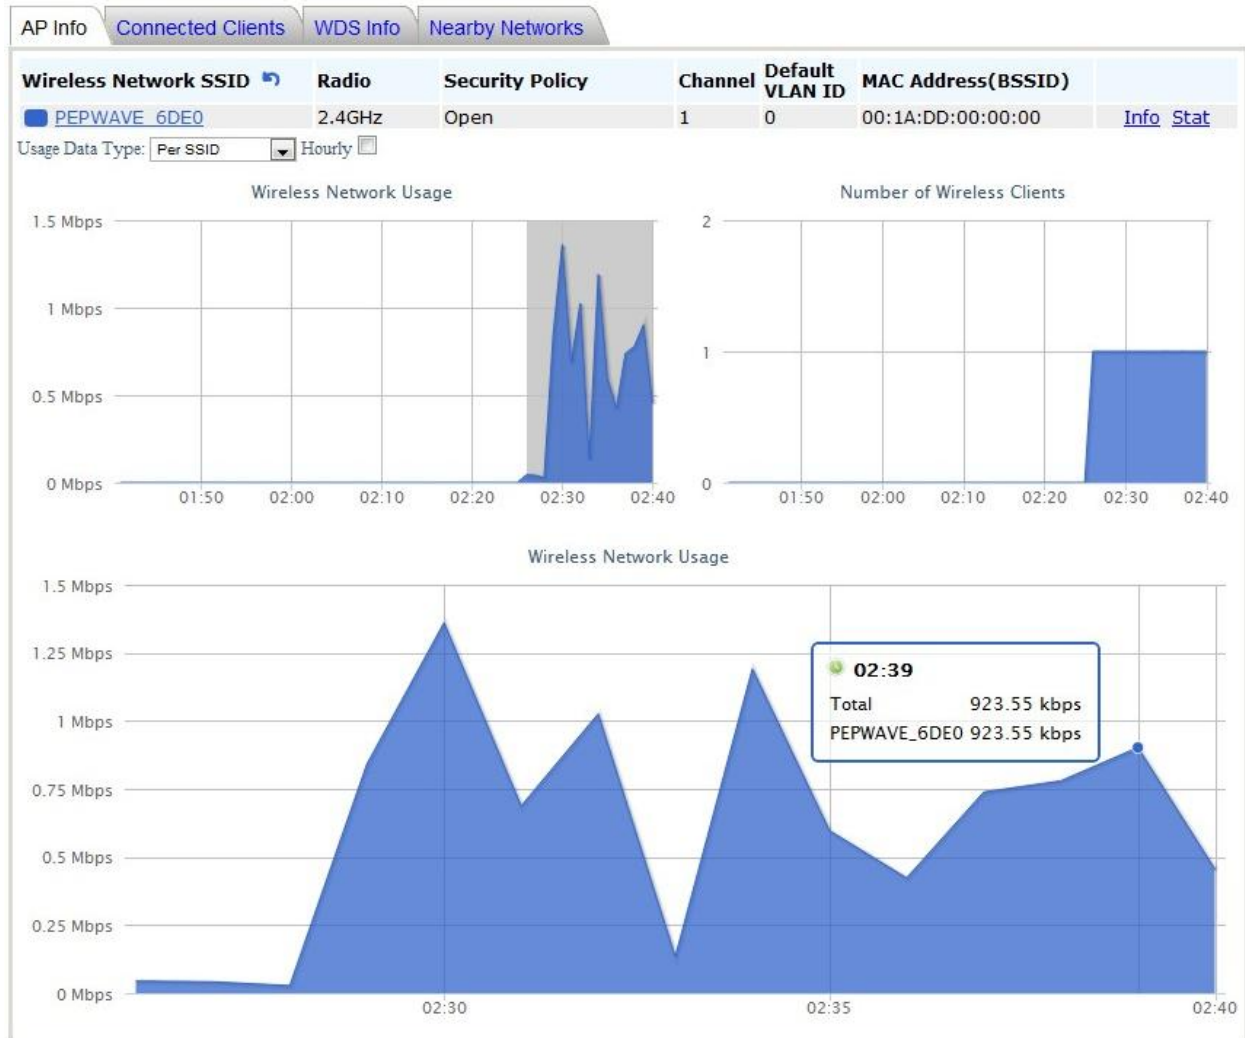 AP Info Connected Clients WDS Info Nearby Networks
Wireless Network SSID Radio Security Policy Channel Default VLAN ID MAC Address(BSSID)
PEPWAVE_6DE0 2.4GHz Open 1 0 00:1A:DD:00:00:00 Info Stat
Usage Data Type: Per SSID Hourly
Wireless Network Usage
1.5 Mbps
1 Mbps
0.5 Mbps
0 Mbps
01:50 02:00 02:10 02:20 02:30 02:40
Number of Wireless Clients
2
1
0
01:50 02:00 02:10 02:20 02:30 02:40
Wireless Network Usage
1.5 Mbps
1.25 Mbps
1 Mbps
0.75 Mbps
0.5 Mbps
0.25 Mbps
0 Mbps
02:39
Total 923.55 kbps
PEPWAVE_6DE0 923.55 kbps
02:30 02:35 02:40